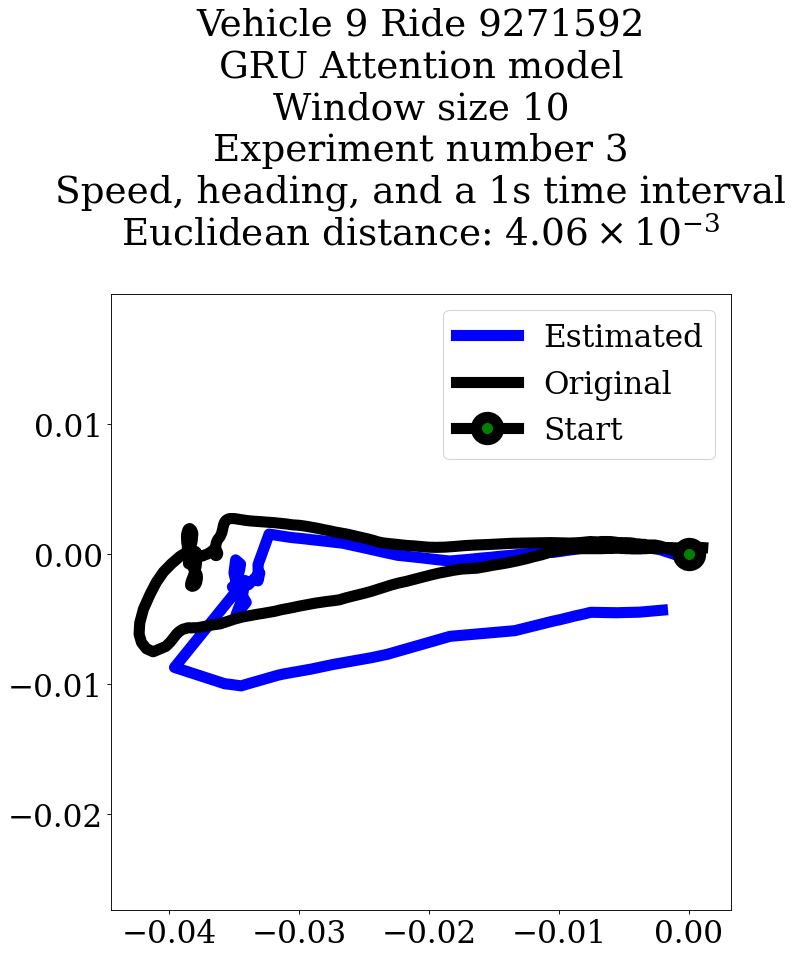 Vehicle 9 Ride 9271592
GRU Attention model
Window size 10
Experiment number 3
Speed, heading, and a 1s time interval
Euclidean distance: 4.06 × 10⁻³
Estimated
Original
Start
0.01
0.00
−0.01
−0.02
−0.04 −0.03 −0.02 −0.01 0.00